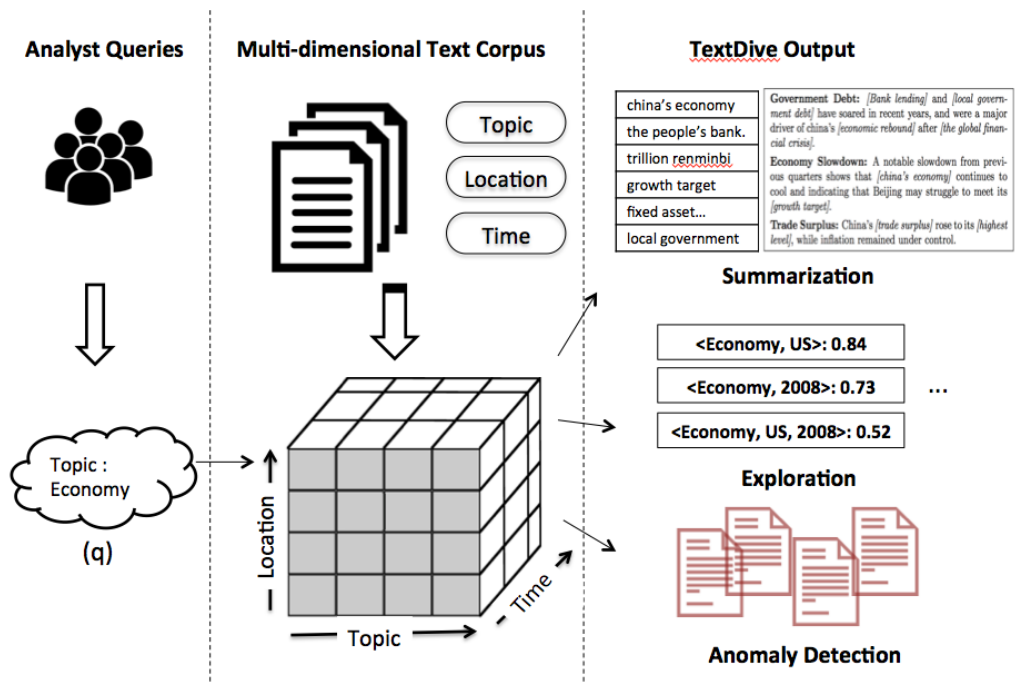 Analyst Queries
Topic :
Economy
(q)
Multi-dimensional Text Corpus
Topic
Location
Time
Location
Topic
Time
TextDive Output
china's economy
the people's bank.
trillion renminbi
growth target
fixed asset...
local government
Government Debt: [Bank lending] and [local govern-
ment debt] have soared in recent years, and were a major
driver of china's [economic rebound] after [the global finan-
cial crisis].
Economy Slowdown: A notable slowdown from previ-
ous quarters shows that [china's economy] continues to
cool and indicating that Beijing may struggle to meet its
[growth target].
Trade Surplus: China's [trade surplus] rose to its [highest
level], while inflation remained under control.
Summarization
<Economy, US>: 0.84
<Economy, 2008>: 0.73
...
<Economy, US, 2008>: 0.52
Exploration
Anomaly Detection